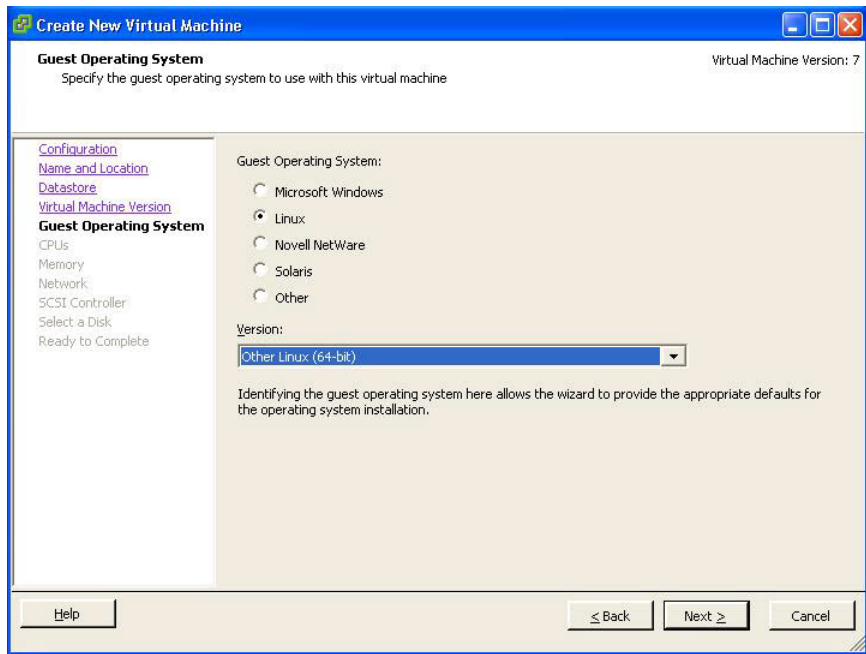 Create New Virtual Machine
Guest Operating System
Specify the guest operating system to use with this virtual machine
Virtual Machine Version: 7
Configuration
Name and Location
Datastore
Virtual Machine Version
Guest Operating System
CPUs
Memory
Network
SCSI Controller
Select a Disk
Ready to Complete
Guest Operating System:
Microsoft Windows
Linux
Novell NetWare
Solaris
Other
Version:
Other Linux (64-bit)
Identifying the guest operating system here allows the wizard to provide the appropriate defaults for
the operating system installation.
Help
< Back
Next >
Cancel